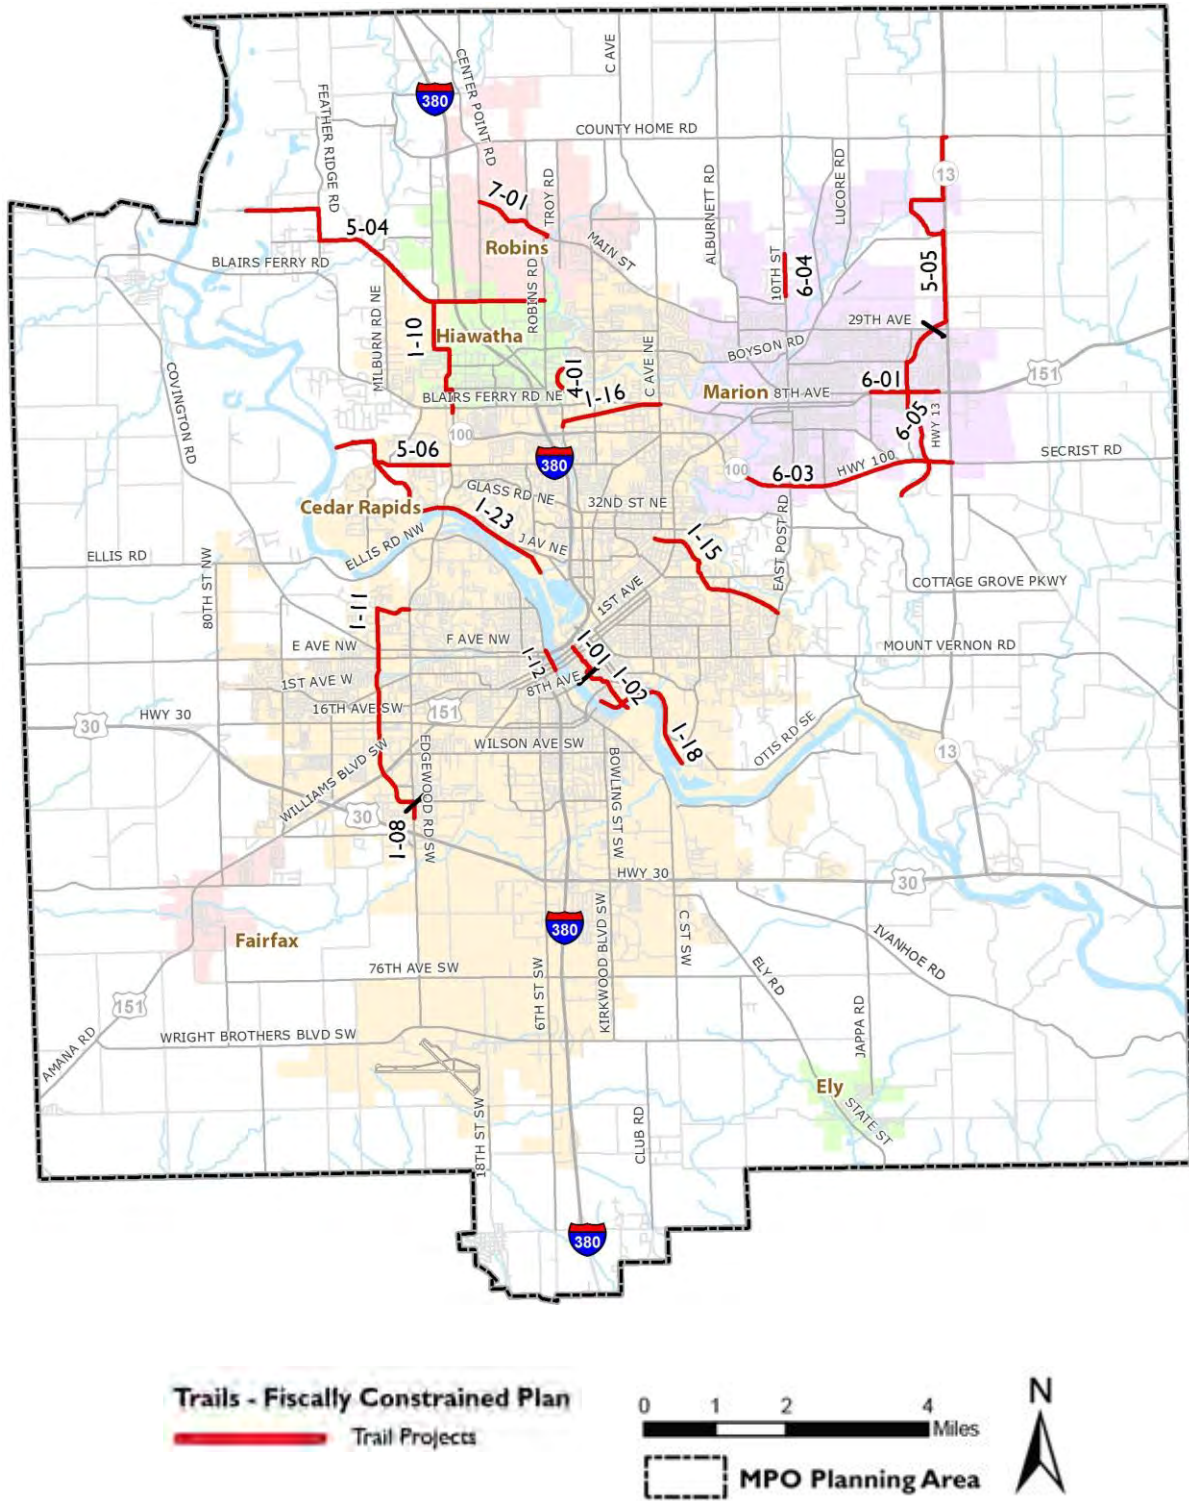 C AVE
CENTER POINT RD
FEATHER RIDGE RD
380
COUNTY HOME RD
ALBURNETT RD
LUCORE RD
TROY RD
13
7-01
5-04
Robins
MAIN ST
10TH ST
6-04
5-05
BLAIRS FERRY RD
ROBINS RD
MILBURN RD NE
1-10
Hiawatha
29TH AVE
BOYSON RD
COVINGTON RD
4-01
C AVE NE
151
BLAIRS FERRY RD NE
1-16
Marion
8TH AVE
6-01
6-05
HWY 13
100
5-06
380
100
6-03
HWY 100
SECRIST RD
GLASS RD NE
32ND ST NE
Cedar Rapids
1-23
J AV NE
1-15
EAST POST RD
ELLIS RD
ELLIS RD NW
80TH ST NW
COTTAGE GROVE PKWY
1-11
1ST AVE
E AVE NW
F AVE NW
1-12
1-01
MOUNT VERNON RD
1ST AVE W
8TH AVE
1-02
16TH AVE SW
151
HWY 30
30
WILSON AVE SW
1-18
OTIS RD SE
13
WILLIAMS BLVD SW
EDGEWOOD RD SW
BOWLING ST SW
30
1-08
HWY 30
30
Fairfax
380
KIRKWOOD BLVD SW
C ST SW
IVANHOE RD
76TH AVE SW
6TH ST SW
ELY RD
151
JAPPA RD
AMANA RD
WRIGHT BROTHERS BLVD SW
Ely
STATE ST
18TH ST SW
CLUB RD
380
Trails - Fiscally Constrained Plan
Trail Projects
0 1 2 4
Miles
MPO Planning Area
N